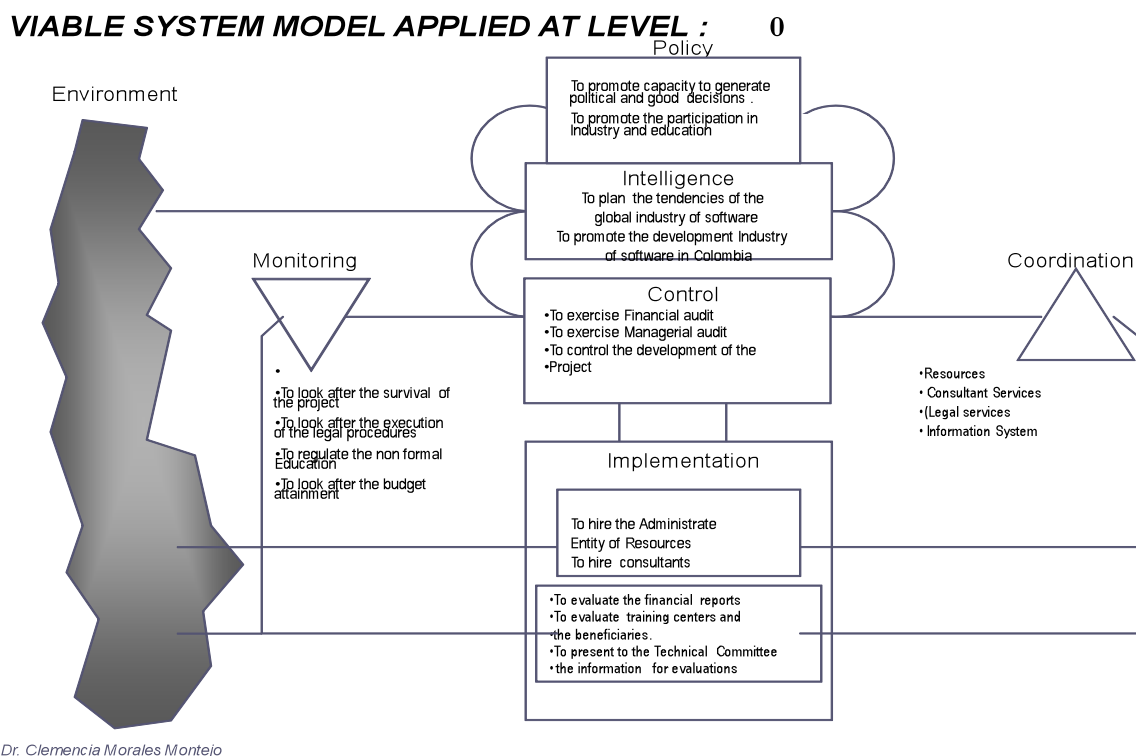 VIABLE SYSTEM MODEL APPLIED AT LEVEL : 0
Policy
To promote capacity to generate
political and good decisions .
To promote the participation in
Industry and education
Environment
Intelligence
To plan the tendencies of the
global industry of software
To promote the development Industry
of software in Colombia
Monitoring
Coordination
Control
•To exercise Financial audit
•To exercise Managerial audit
•To control the development of the
•Project
•
•To look after the survival of
the project
•To look after the execution
of the legal procedures
•To regulate the non formal
Education
•To look after the budget
attainment
•Resources
• Consultant Services
•(Legal services
• Information System
Implementation
To hire the Administrate
Entity of Resources
To hire consultants
•To evaluate the financial reports
•To evaluate training centers and
•the beneficiaries.
•To present to the Technical Committee
•the information for evaluations
Dr. Clemencia Morales Montejo